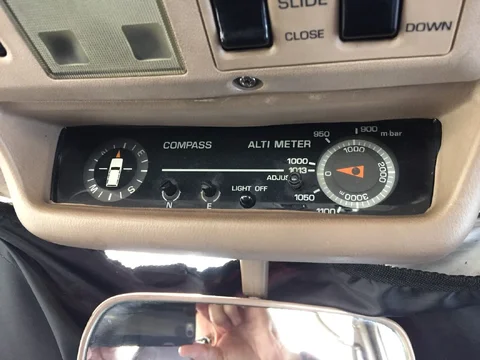 SLIDE
CLOSE
DOWN
COMPASS
ALTI METER
950
900
m·bar
1000
1013
ADJUST
1050
1100
0
1000
2000
3000
m
W
S
LIGHT OFF
N
E